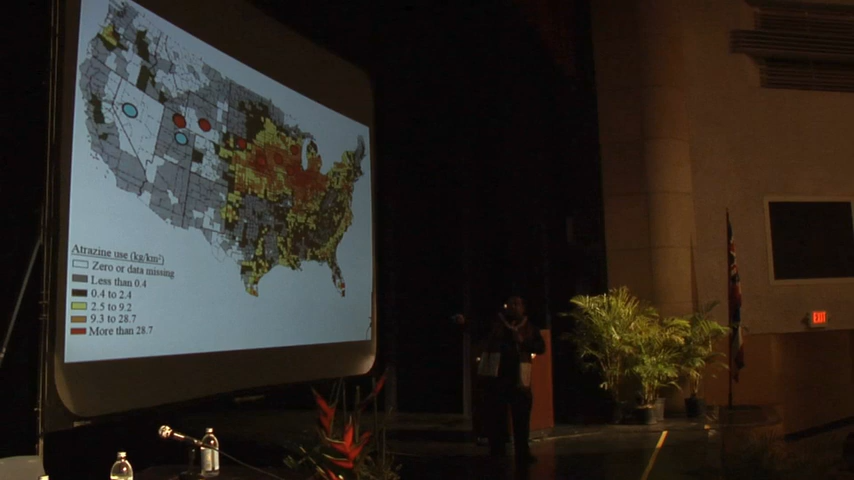 Atrazine use (kg/km²)
Zero or data missing
Less than 0.4
0.4 to 2.4
2.5 to 9.2
9.3 to 28.7
More than 28.7
EXIT